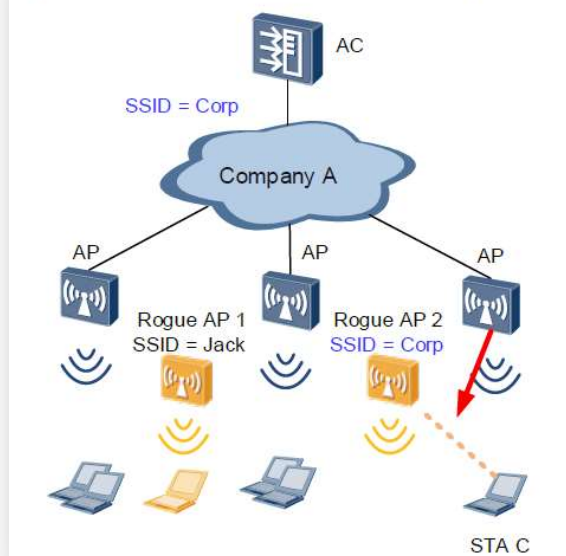 AC
SSID = Corp
Company A
AP
AP
AP
Rogue AP 1
SSID = Jack
Rogue AP 2
SSID = Corp
STA C